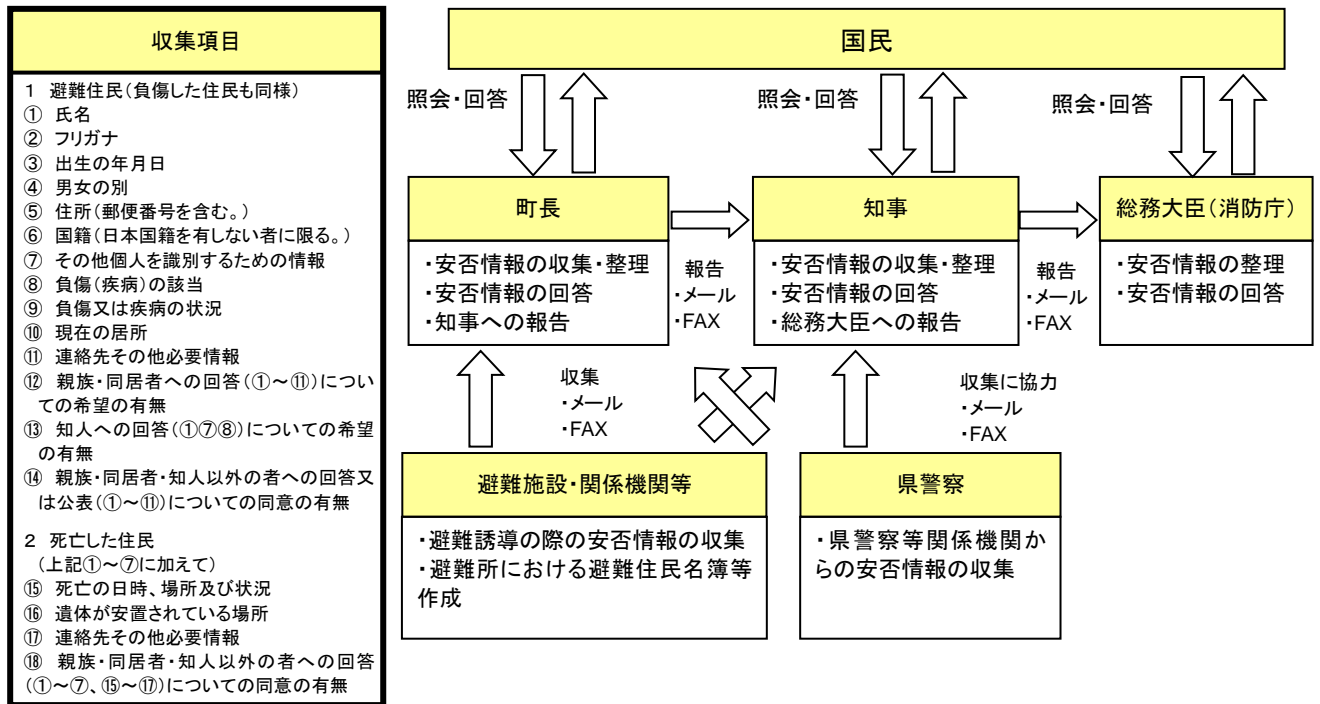 収集項目
1 避難住民(負傷した住民も同様)
① 氏名
② フリガナ
③ 出生の年月日
④ 男女の別
⑤ 住所(郵便番号を含む。)
⑥ 国籍(日本国籍を有しない者に限る。)
⑦ その他個人を識別するための情報
⑧ 負傷(疾病)の該当
⑨ 負傷又は疾病の状況
⑩ 現在の居所
⑪ 連絡先その他必要情報
⑫ 親族・同居者への回答(①~⑪)につい
ての希望の有無
⑬ 知人への回答(①⑦⑧)についての希望
の有無
⑭ 親族・同居者・知人以外の者への回答又
は公表(①~⑪)についての同意の有無
2 死亡した住民
(上記①~⑦に加えて)
⑮ 死亡の日時、場所及び状況
⑯ 遺体が安置されている場所
⑰ 連絡先その他必要情報
⑱ 親族・同居者・知人以外の者への回答
(①~⑦、⑮~⑰)についての同意の有無
国民
照会・回答
照会・回答
照会・回答
町長
・安否情報の収集・整理
・安否情報の回答
・知事への報告
報告
・メール
・FAX
知事
・安否情報の収集・整理
・安否情報の回答
・総務大臣への報告
報告
・メール
・FAX
総務大臣(消防庁)
・安否情報の整理
・安否情報の回答
収集
・メール
・FAX
収集に協力
・メール
・FAX
避難施設・関係機関等
・避難誘導の際の安否情報の収集
・避難所における避難住民名簿等
作成
県警察
・県警察等関係機関か
らの安否情報の収集